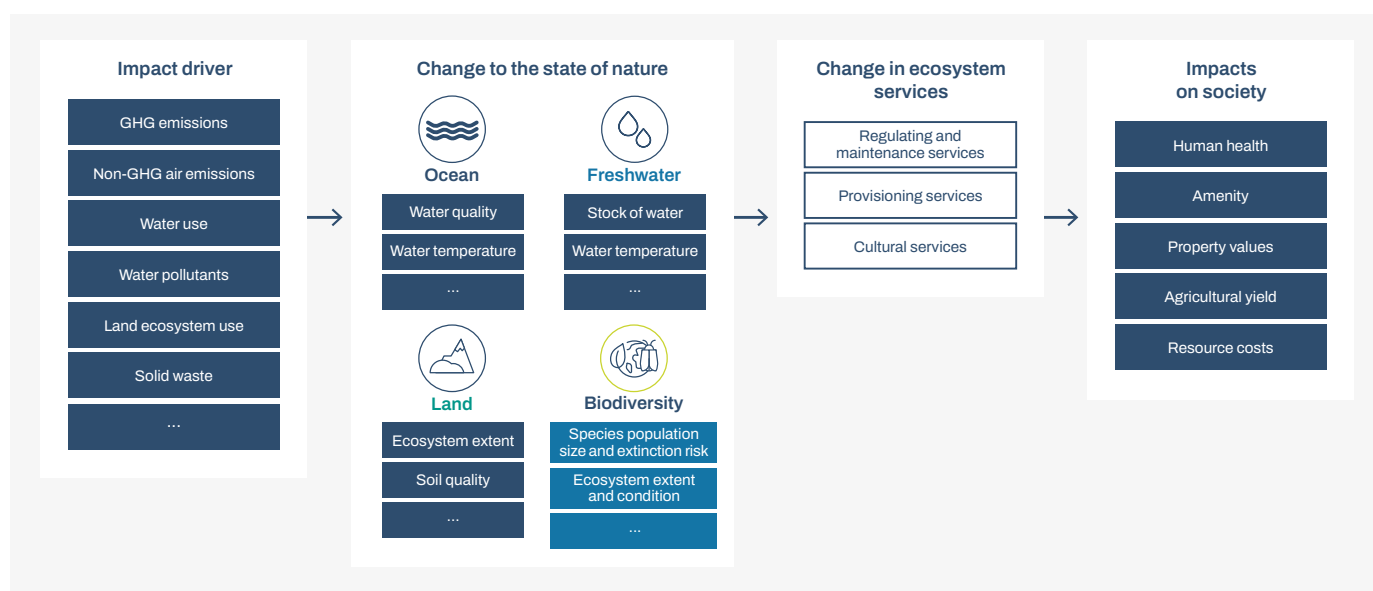 Impact driver
GHG emissions
Non-GHG air emissions
Water use
Water pollutants
Land ecosystem use
Solid waste
...
Change to the state of nature
Ocean
Water quality
Water temperature
...
Freshwater
Stock of water
Water temperature
...
Land
Ecosystem extent
Soil quality
...
Biodiversity
Species population
size and extinction risk
Ecosystem extent
and condition
...
Change in ecosystem
services
Regulating and
maintenance services
Provisioning services
Cultural services
Impacts
on society
Human health
Amenity
Property values
Agricultural yield
Resource costs